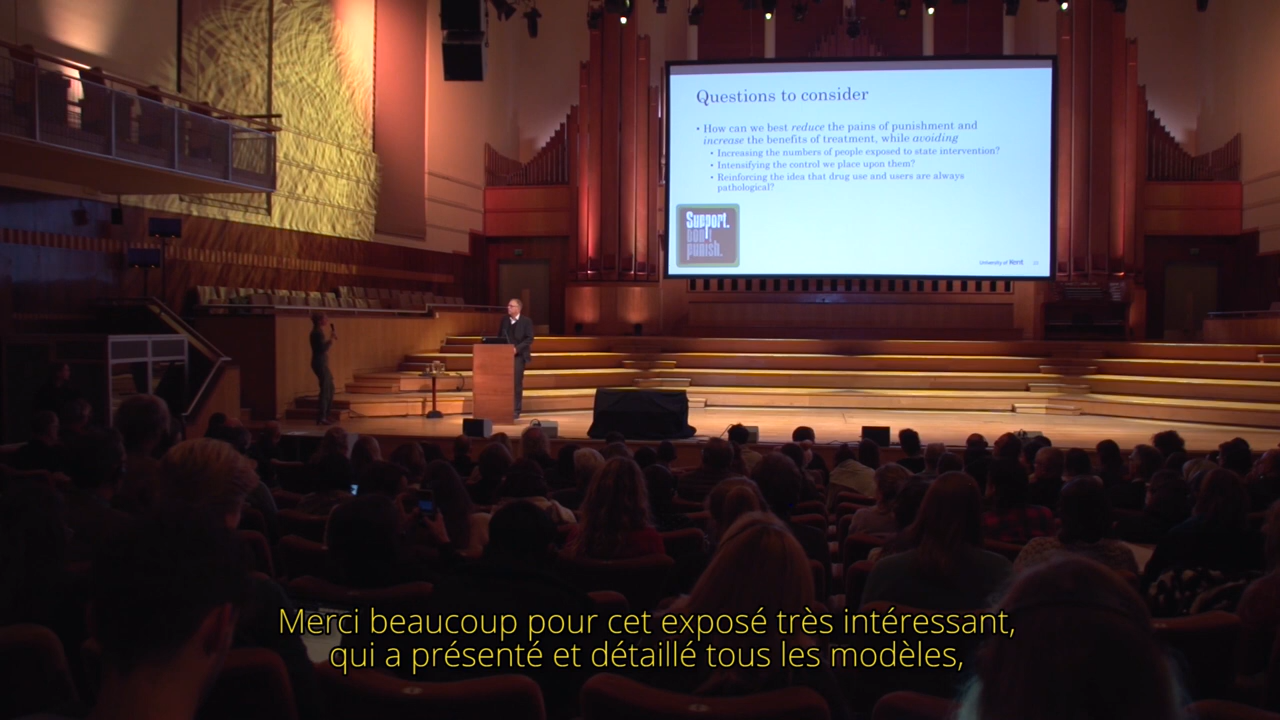 Questions to consider
• How can we best reduce the pains of punishment and
increase the benefits of treatment, while avoiding
• Increasing the numbers of people exposed to state intervention?
• Intensifying the control we place upon them?
• Reinforcing the idea that drug use and users are always
pathological?
Support.
Don't
punish.
University of Kent
Merci beaucoup pour cet exposé très intéressant,
qui a présenté et détaillé tous les modèles,